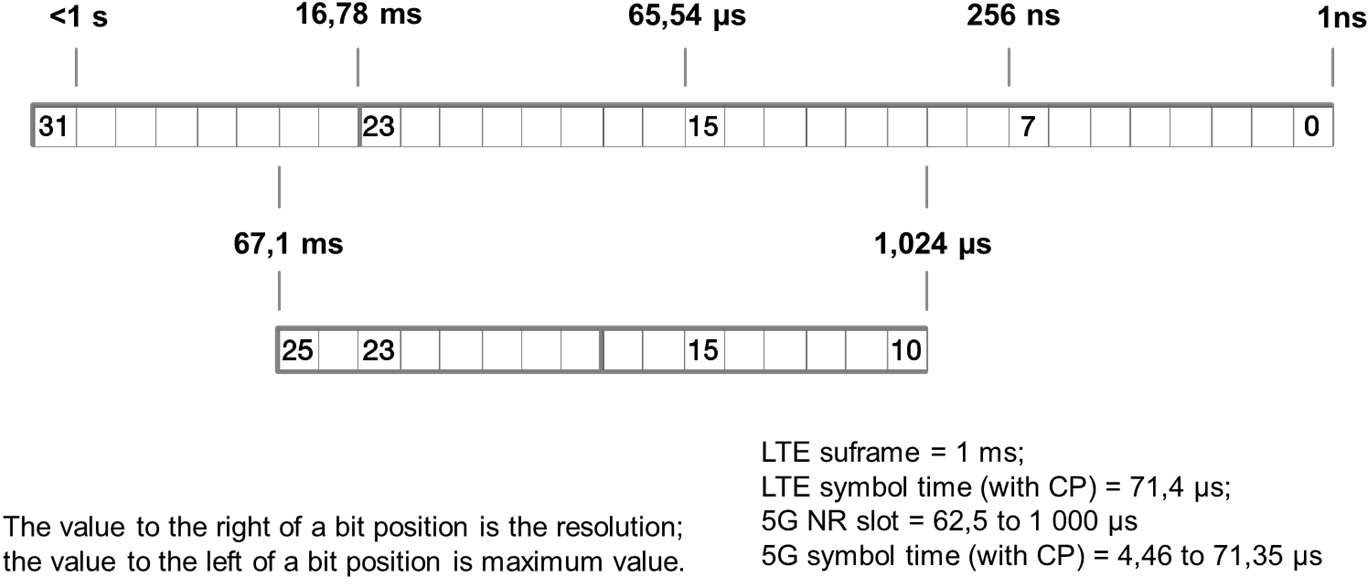 <1 s 16,78 ms 65,54 µs 256 ns 1ns
31 23 15 7 0
67,1 ms 1,024 µs
25 23 15 10
LTE suframe = 1 ms;
LTE symbol time (with CP) = 71,4 µs;
5G NR slot = 62,5 to 1 000 µs
5G symbol time (with CP) = 4,46 to 71,35 µs
The value to the right of a bit position is the resolution;
the value to the left of a bit position is maximum value.